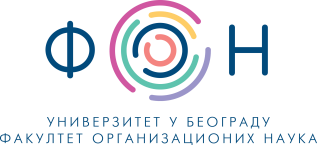 ФОН
УНИВЕРЗИТЕТ У БЕОГРАДУ
ФАКУЛТЕТ ОРГАНИЗАЦИОНИХ НАУКА